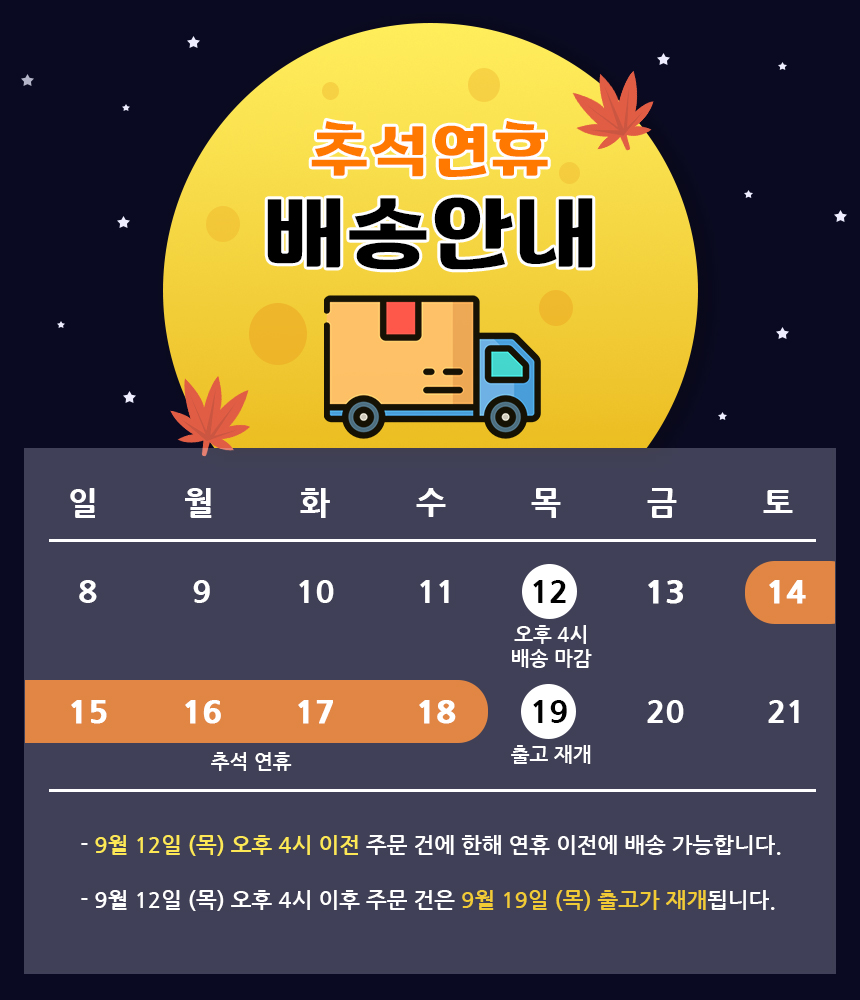 추석연휴
배송안내
일 월 화 수 목 금 토
8 9 10 11 12 13 14
오후 4시
배송 마감
15 16 17 18 19 20 21
추석 연휴 출고 재개
- 9월 12일 (목) 오후 4시 이전 주문 건에 한해 연휴 이전에 배송 가능합니다.
- 9월 12일 (목) 오후 4시 이후 주문 건은 9월 19일 (목) 출고가 재개됩니다.